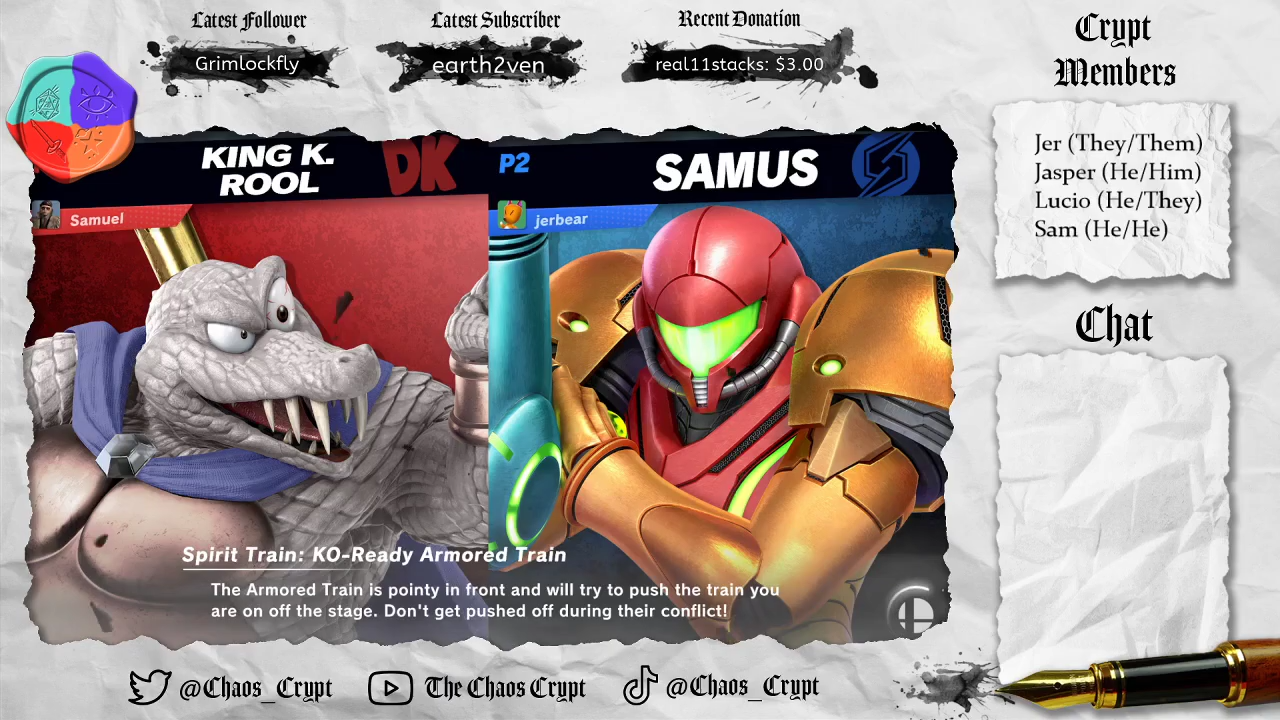 Latest Follower
Grimlockfly
Latest Subscriber
earth2ven
Recent Donation
real11stacks: $3.00
Crypt
Members
Jer (They/Them)
Jasper (He/Him)
Lucio (He/They)
Sam (He/He)
KING K.
ROOL
DK
Samuel
P2
SAMUS
jerbear
Spirit Train: KO-Ready Armored Train
The Armored Train is pointy in front and will try to push the train you
are on off the stage. Don't get pushed off during their conflict!
Chat
@Chaos_Crypt
The Chaos Crypt
@Chaos_Crypt